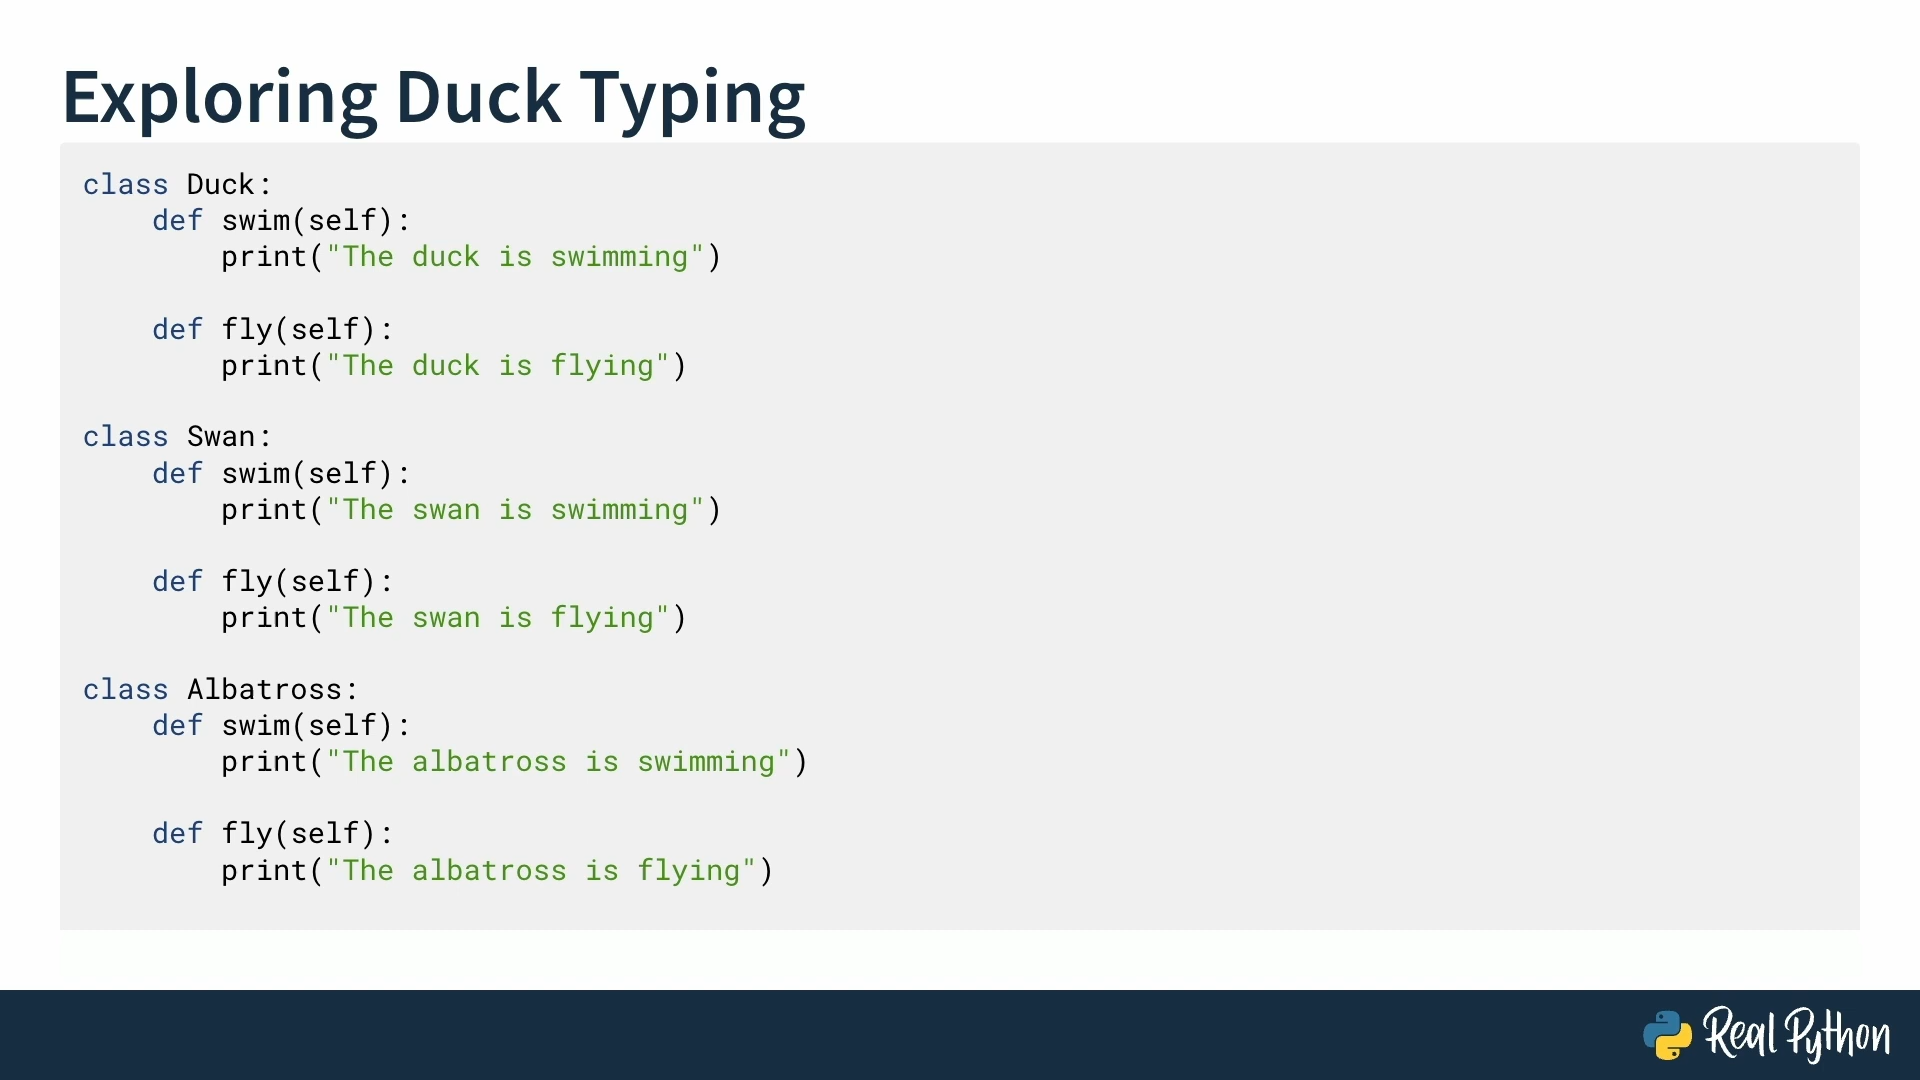 Exploring Duck Typing
class Duck:
    def swim(self):
        print("The duck is swimming")
    def fly(self):
        print("The duck is flying")
class Swan:
    def swim(self):
        print("The swan is swimming")
    def fly(self):
        print("The swan is flying")
class Albatross:
    def swim(self):
        print("The albatross is swimming")
    def fly(self):
        print("The albatross is flying")
Real Python